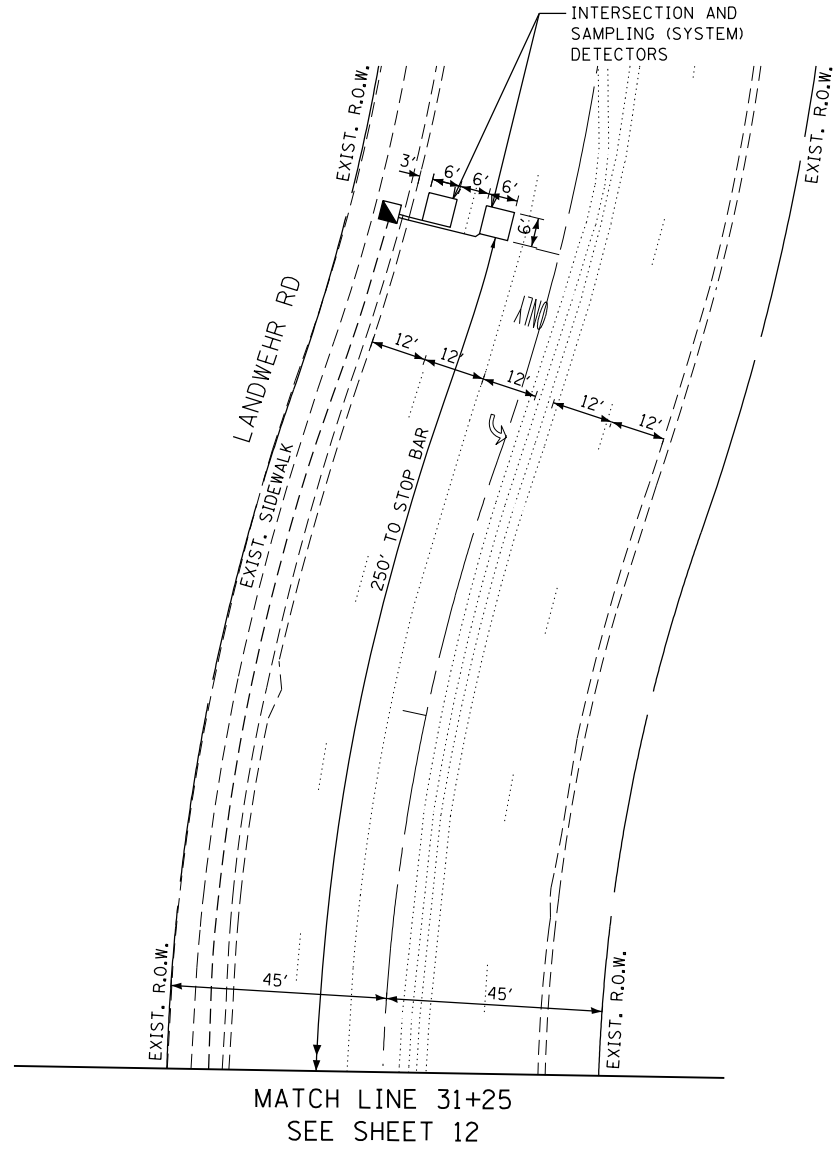 INTERSECTION AND
SAMPLING (SYSTEM)
DETECTORS
EXIST. R.O.W.
EXIST. R.O.W.
3'
6'
6'
6'
6'
ONLY
LANDWEHR RD
12'
12'
12'
12'
12'
EXIST. SIDEWALK
250' TO STOP BAR
45'
45'
EXIST. R.O.W.
EXIST. R.O.W.
MATCH LINE 31+25
SEE SHEET 12